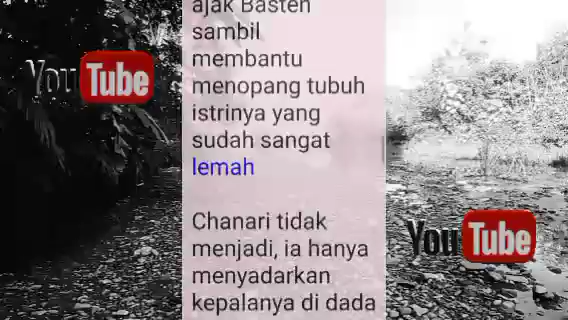 ajak Basten
sambil
membantu
menopang tubuh
istrinya yang
sudah sangat
lemah
Chanari tidak
menjadi, ia hanya
menyadarkan
kepalanya di dada
YouTube
YouTube